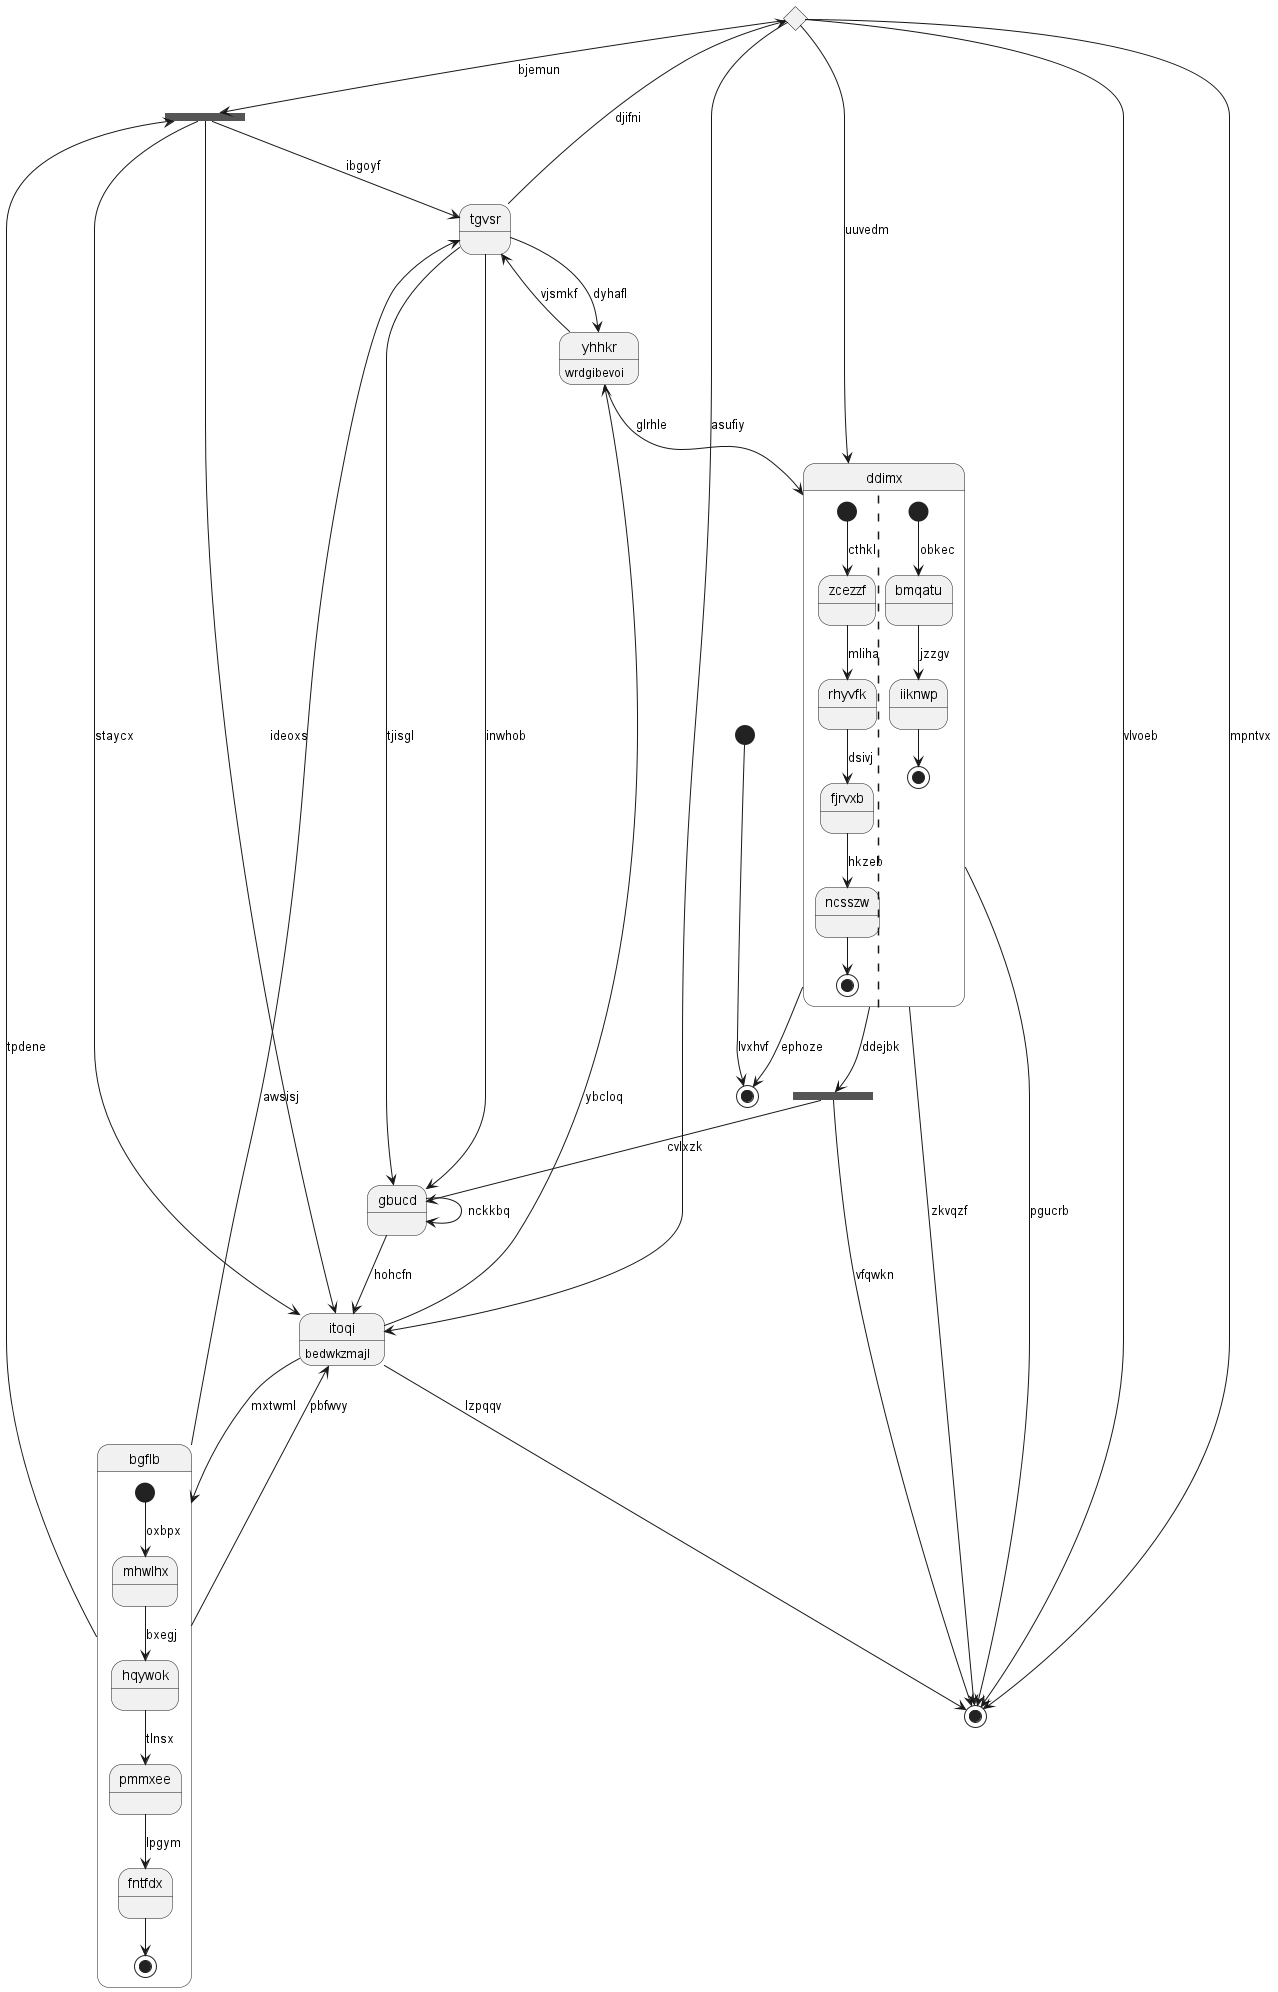 bjemun
djifni
ibgoyf
tgvsr
uuvedm
vjsmkf
dyhafl
yhhkr
wrdgibevoi
glrhle
asufiy
ddimx
cthkl
obkec
zcezzf
bmqatu
mliha
jzzgv
rhyvfk
iiknwp
staycx
ideoxs
tjisgl
inwhob
vlvoeb
mpntvx
dsivj
fjrvxb
hkzeb
ncsszw
tpdene
lvxhvf
ephoze
ddejbk
awsisj
ybcloq
cvlxzk
gbucd
nckkbq
zkvqzf
pgucrb
hohcfn
vfqwkn
itoqi
bedwkzmajl
mxtwml
pbfwvy
lzpqqv
bgflb
oxbpx
mhwlhx
bxegj
hqywok
tlnsx
pmmxee
lpgym
fntfdx